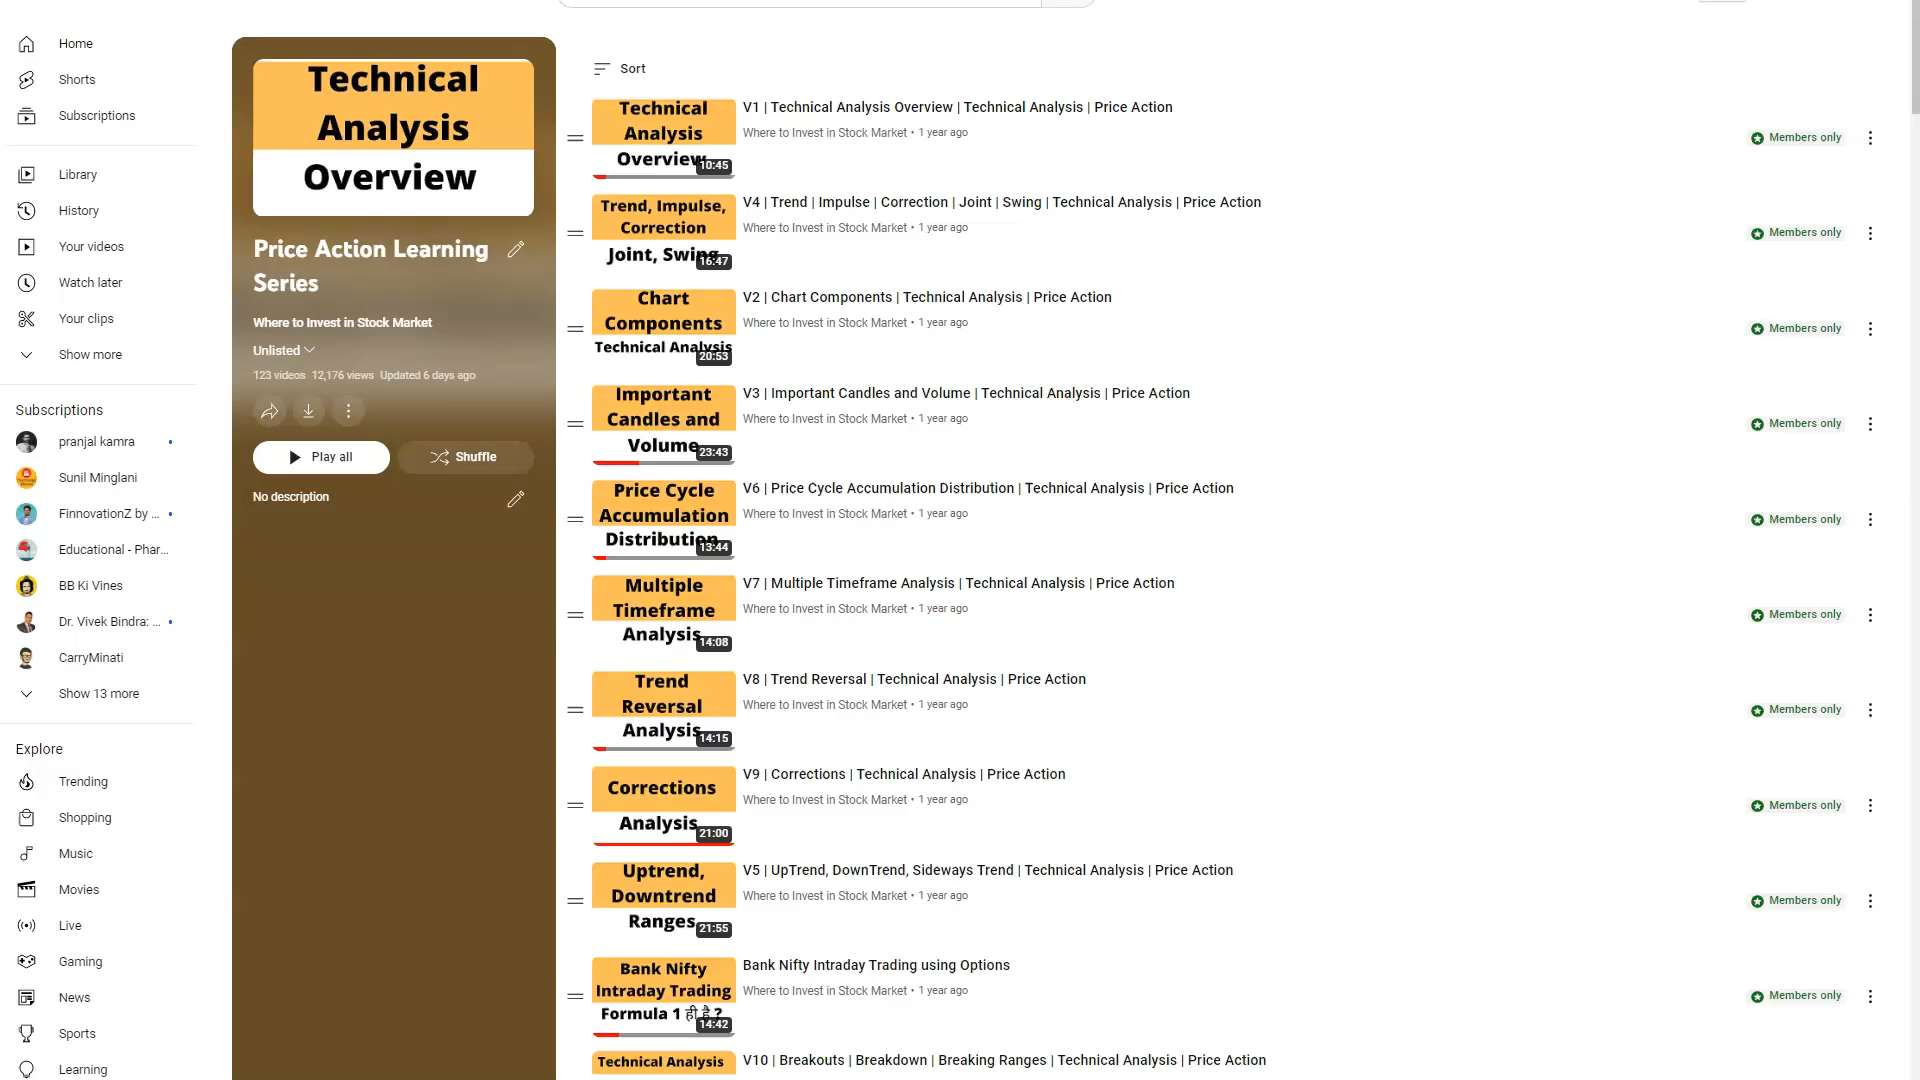 Home
Shorts
Subscriptions
Library
History
Your videos
Watch later
Your clips
Show more
Subscriptions
pranjal kamra
Sunil Minglani
FinnovationZ by ...
Educational - Phar...
BB Ki Vines
Dr. Vivek Bindra: ...
CarryMinati
Show 13 more
Explore
Trending
Shopping
Music
Movies
Live
Gaming
News
Sports
Learning
Technical
Analysis
Overview
Price Action Learning
Series
Where to Invest in Stock Market
Unlisted
123 videos 12,176 views Updated 6 days ago
Play all
Shuffle
No description
Sort
Technical
Analysis
Overview
10:45
V1 | Technical Analysis Overview | Technical Analysis | Price Action
Where to Invest in Stock Market • 1 year ago
Members only
Trend, Impulse,
Correction
Joint, Swing
16:47
V4 | Trend | Impulse | Correction | Joint | Swing | Technical Analysis | Price Action
Where to Invest in Stock Market • 1 year ago
Members only
Chart
Components
Technical Analysis
20:53
V2 | Chart Components | Technical Analysis | Price Action
Where to Invest in Stock Market • 1 year ago
Members only
Important
Candles and
Volume
23:43
V3 | Important Candles and Volume | Technical Analysis | Price Action
Where to Invest in Stock Market • 1 year ago
Members only
Price Cycle
Accumulation
Distribution
13:44
V6 | Price Cycle Accumulation Distribution | Technical Analysis | Price Action
Where to Invest in Stock Market • 1 year ago
Members only
Multiple
Timeframe
Analysis
14:08
V7 | Multiple Timeframe Analysis | Technical Analysis | Price Action
Where to Invest in Stock Market • 1 year ago
Members only
Trend
Reversal
Analysis
14:15
V8 | Trend Reversal | Technical Analysis | Price Action
Where to Invest in Stock Market • 1 year ago
Members only
Corrections
Analysis
21:00
V9 | Corrections | Technical Analysis | Price Action
Where to Invest in Stock Market • 1 year ago
Members only
Uptrend,
Downtrend
Ranges
21:55
V5 | UpTrend, DownTrend, Sideways Trend | Technical Analysis | Price Action
Where to Invest in Stock Market • 1 year ago
Members only
Bank Nifty
Intraday Trading
Formula 1 ही है ?
14:42
Bank Nifty Intraday Trading using Options
Where to Invest in Stock Market • 1 year ago
Members only
Technical Analysis
V10 | Breakouts | Breakdown | Breaking Ranges | Technical Analysis | Price Action